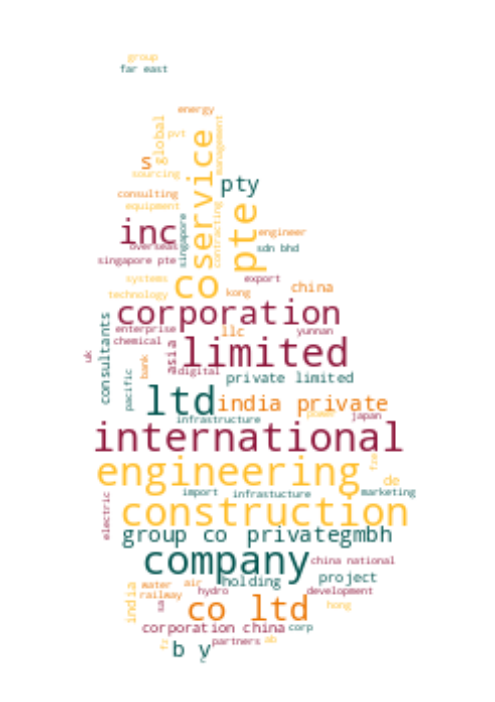 group
far east
energy
global
pvt
service
management
s
sourcing
pty
consulting
equipment
pte
contracting
singapore
inc
engineer
overseas
sdn bhd
singapore pte
systems
co
export
china
technology
kong
corporation
consultants
enterprise
llc
yunnan
chemical
asia
limited
uk
bank
digital
pacific
private limited
ltd
india private
power
japan
infrastructure
international
engineering
fze
de
import
infrastucture
marketing
electric
construction
group co
private
gmbh
company
china national
holding
project
water
air
hydro
railway
development
india
co ltd
hong
corporation china
corp
partners
ab
b v